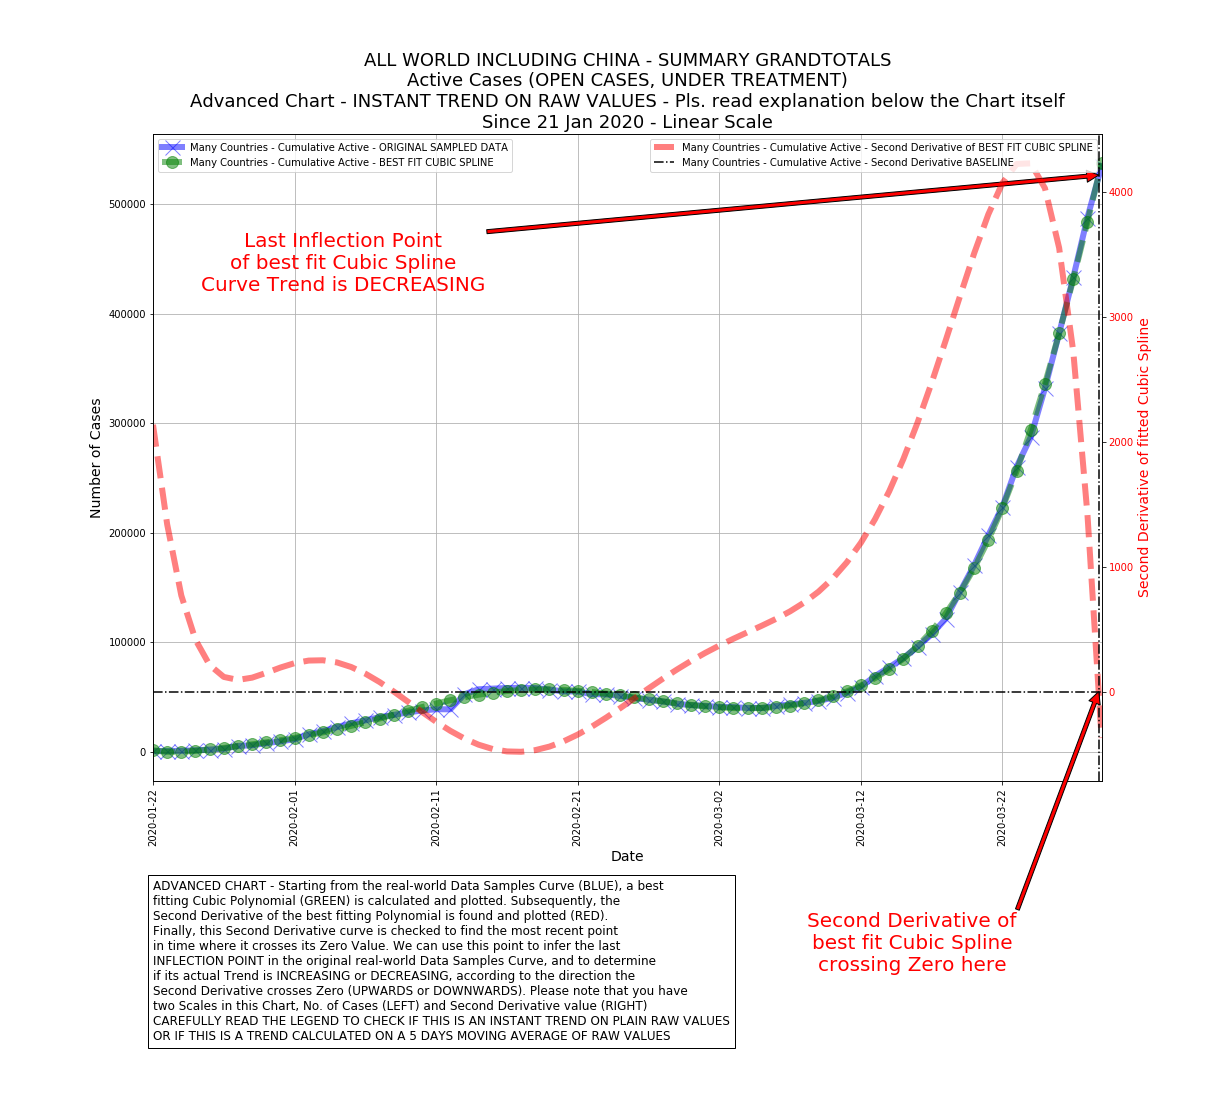 ALL WORLD INCLUDING CHINA - SUMMARY GRANDTOTALS
Active Cases (OPEN CASES, UNDER TREATMENT)
Advanced Chart - INSTANT TREND ON RAW VALUES - Pls. read explanation below the Chart itself
Since 21 Jan 2020 - Linear Scale
Many Countries - Cumulative Active - ORIGINAL SAMPLED DATA
Many Countries - Cumulative Active - BEST FIT CUBIC SPLINE
Many Countries - Cumulative Active - Second Derivative of BEST FIT CUBIC SPLINE
Many Countries - Cumulative Active - Second Derivative BASELINE
Last Inflection Point
of best fit Cubic Spline
Curve Trend is DECREASING
Number of Cases
500000
400000
300000
200000
100000
0
4000
3000
2000
1000
0
Second Derivative of fitted Cubic Spline
2020-01-22
2020-02-01
2020-02-11
2020-02-21
2020-03-02
2020-03-12
2020-03-22
Date
ADVANCED CHART - Starting from the real-world Data Samples Curve (BLUE), a best
fitting Cubic Polynomial (GREEN) is calculated and plotted. Subsequently, the
Second Derivative of the best fitting Polynomial is found and plotted (RED).
Finally, this Second Derivative curve is checked to find the most recent point
in time where it crosses its Zero Value. We can use this point to infer the last
INFLECTION POINT in the original real-world Data Samples Curve, and to determine
if its actual Trend is INCREASING or DECREASING, according to the direction the
Second Derivative crosses Zero (UPWARDS or DOWNWARDS). Please note that you have
two Scales in this Chart, No. of Cases (LEFT) and Second Derivative value (RIGHT)
CAREFULLY READ THE LEGEND TO CHECK IF THIS IS AN INSTANT TREND ON PLAIN RAW VALUES
OR IF THIS IS A TREND CALCULATED ON A 5 DAYS MOVING AVERAGE OF RAW VALUES
Second Derivative of
best fit Cubic Spline
crossing Zero here